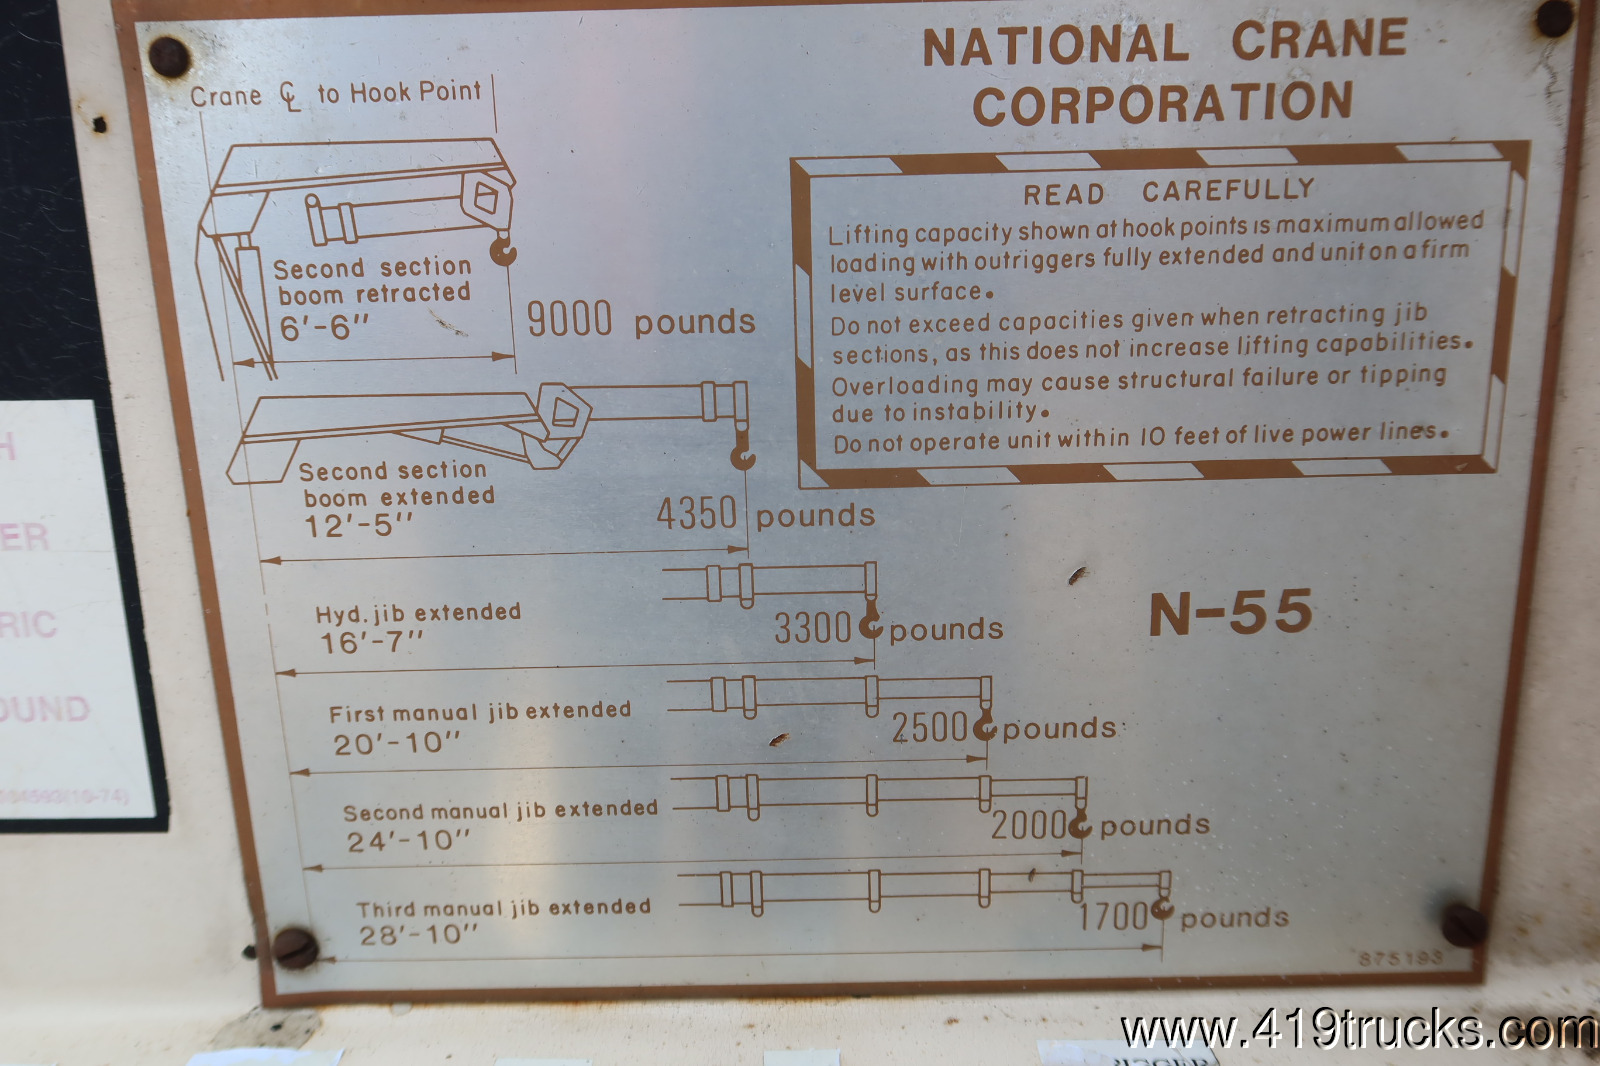 NATIONAL CRANE
CORPORATION
Crane ℄ to Hook Point
READ CAREFULLY
Lifting capacity shown at hook points is maximum allowed
loading with outriggers fully extended and unit on a firm
level surface.
Do not exceed capacities given when retracting jib
sections, as this does not increase lifting capabilities.
Overloading may cause structural failure or tipping
due to instability.
Do not operate unit within 10 feet of live power lines.
Second section
boom retracted
6'-6"
9000 pounds
Second section
boom extended
12'-5"
4350 pounds
Hyd. jib extended
16'-7"
3300 pounds
N-55
First manual jib extended
20'-10"
2500 pounds
Second manual jib extended
24'-10"
2000 pounds
Third manual jib extended
28'-10"
1700 pounds
875193
H
ER
RIC
OUND
(10-74)
www.419trucks.com